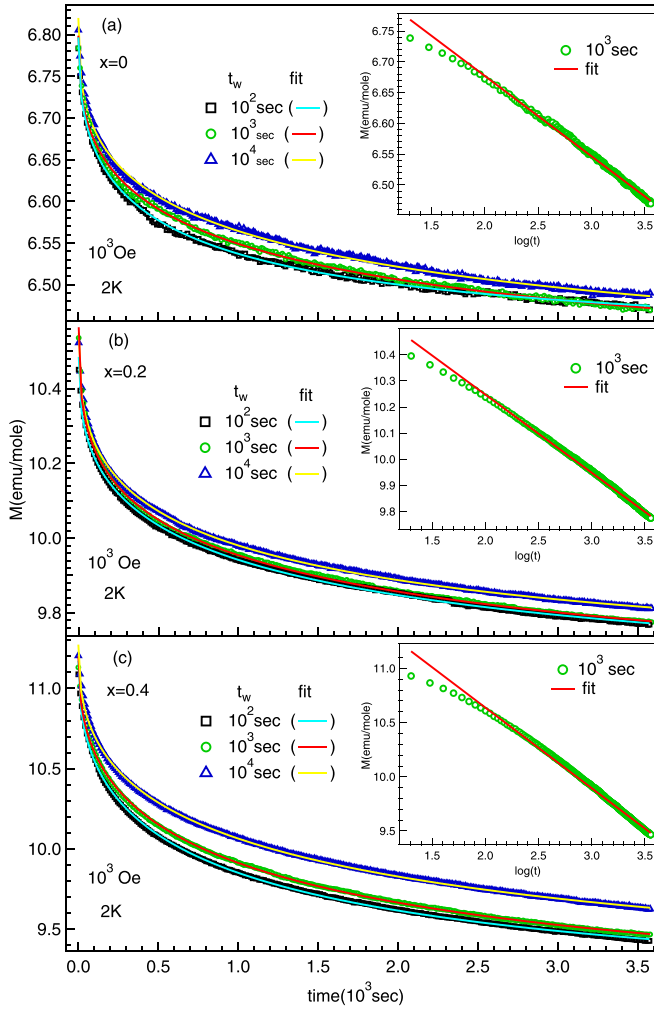 (a)
x=0
t_w fit
10^2sec ( )
10^3sec ( )
10^4sec ( )
10^3Oe
2K
6.80
6.75
6.70
6.65
6.60
6.55
6.50
10^3sec
fit
M(emu/mole)
6.75
6.70
6.65
6.60
6.55
6.50
1.5 2.0 2.5 3.0 3.5
log(t)
(b)
x=0.2
t_w fit
10^2sec ( )
10^3sec ( )
10^4sec ( )
10^3 Oe
2K
M(emu/mole)
10.4
10.2
10.0
9.8
10^3sec
fit
M(emu/mole)
10.4
10.3
10.2
10.1
10.0
9.9
9.8
1.5 2.0 2.5 3.0 3.5
log(t)
(c)
x=0.4
t_w fit
10^2sec ( )
10^3sec ( )
10^4sec ( )
10^3 Oe
2K
11.0
10.5
10.0
9.5
10^3 sec
fit
M(emu/mole)
11.0
10.5
10.0
9.5
1.5 2.0 2.5 3.0 3.5
log(t)
0.0 0.5 1.0 1.5 2.0 2.5 3.0 3.5
time(10^3sec)